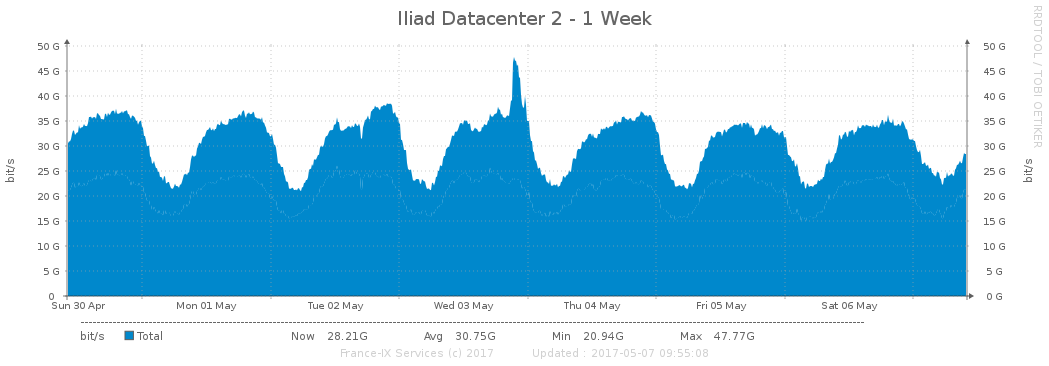 Iliad Datacenter 2 - 1 Week
RRDTOOL / TOBI OETIKER
bit/s
50 G 50 G
45 G 45 G
40 G 40 G
35 G 35 G
30 G 30 G
25 G 25 G
20 G 20 G
15 G 15 G
10 G 10 G
5 G 5 G
0 0 G
bit/s
Sun 30 Apr Mon 01 May Tue 02 May Wed 03 May Thu 04 May Fri 05 May Sat 06 May
bit/s Total Now 28.21G Avg 30.75G Min 20.94G Max 47.77G
France-IX Services (c) 2017 Updated : 2017-05-07 09:55:08